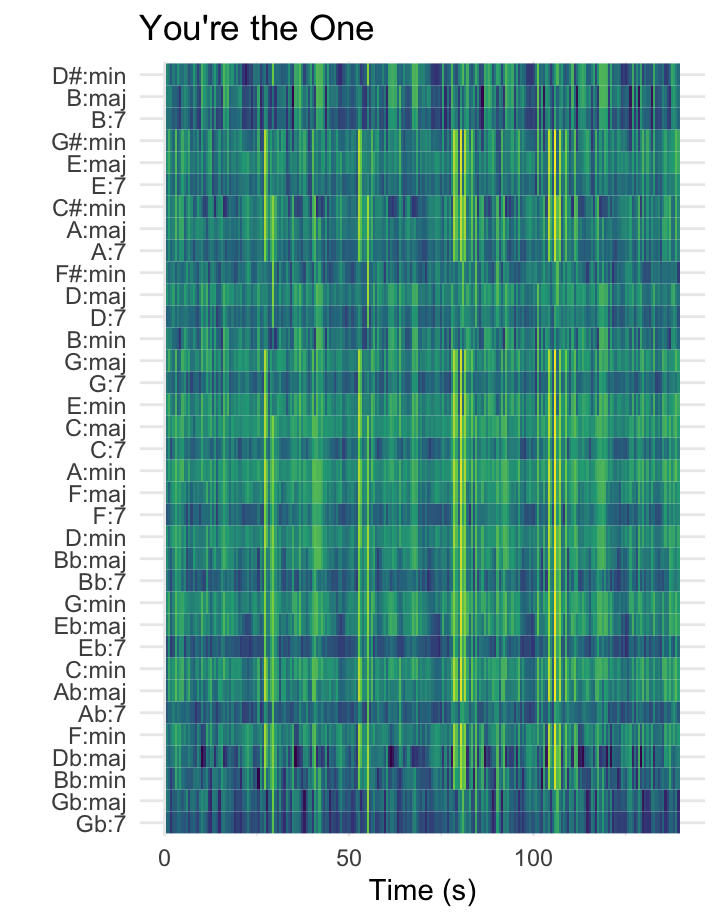 You're the One
D#:min
B:maj
B:7
G#:min
E:maj
E:7
C#:min
A:maj
A:7
F#:min
D:maj
D:7
B:min
G:maj
G:7
E:min
C:maj
C:7
A:min
F:maj
F:7
D:min
Bb:maj
Bb:7
G:min
Eb:maj
Eb:7
C:min
Ab:maj
Ab:7
F:min
Db:maj
Bb:min
Gb:maj
Gb:7
0 50 100
Time (s)